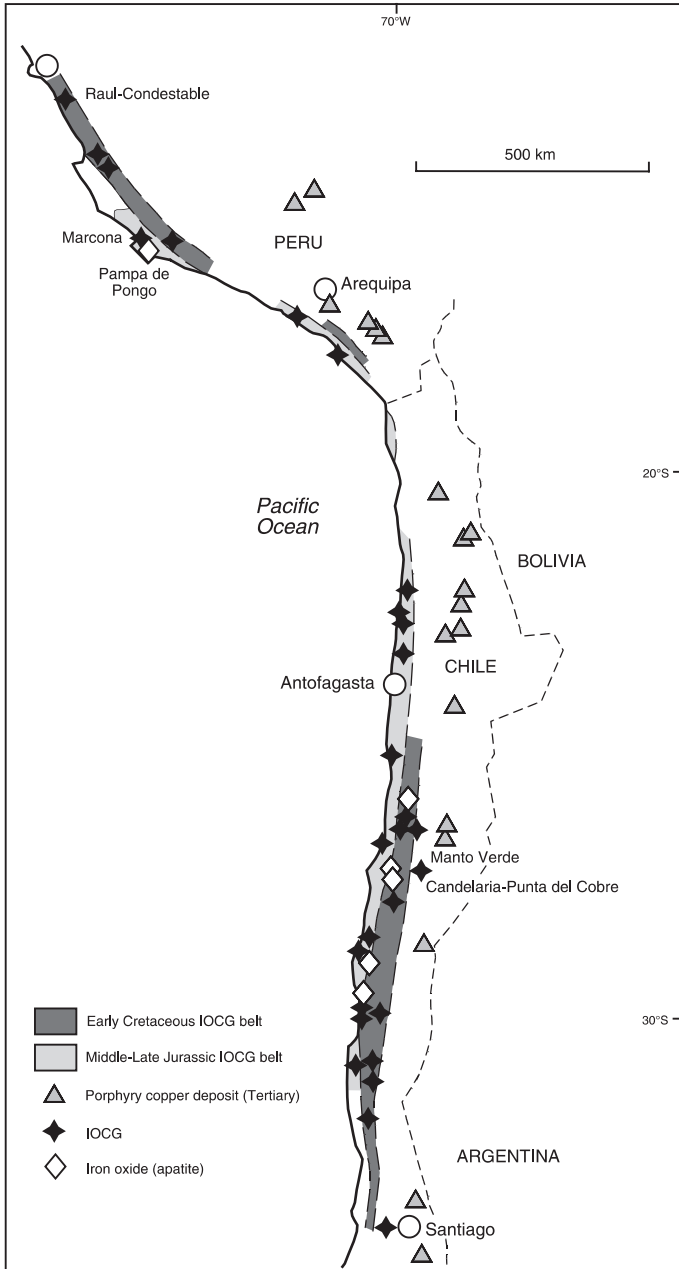 70°W
Raul-Condestable
500 km
PERU
Marcona
Pampa de
Pongo
Arequipa
20°S
Pacific
Ocean
BOLIVIA
CHILE
Antofagasta
Manto Verde
Candelaria-Punta del Cobre
30°S
Early Cretaceous IOCG belt
Middle-Late Jurassic IOCG belt
Porphyry copper deposit (Tertiary)
IOCG
Iron oxide (apatite)
ARGENTINA
Santiago